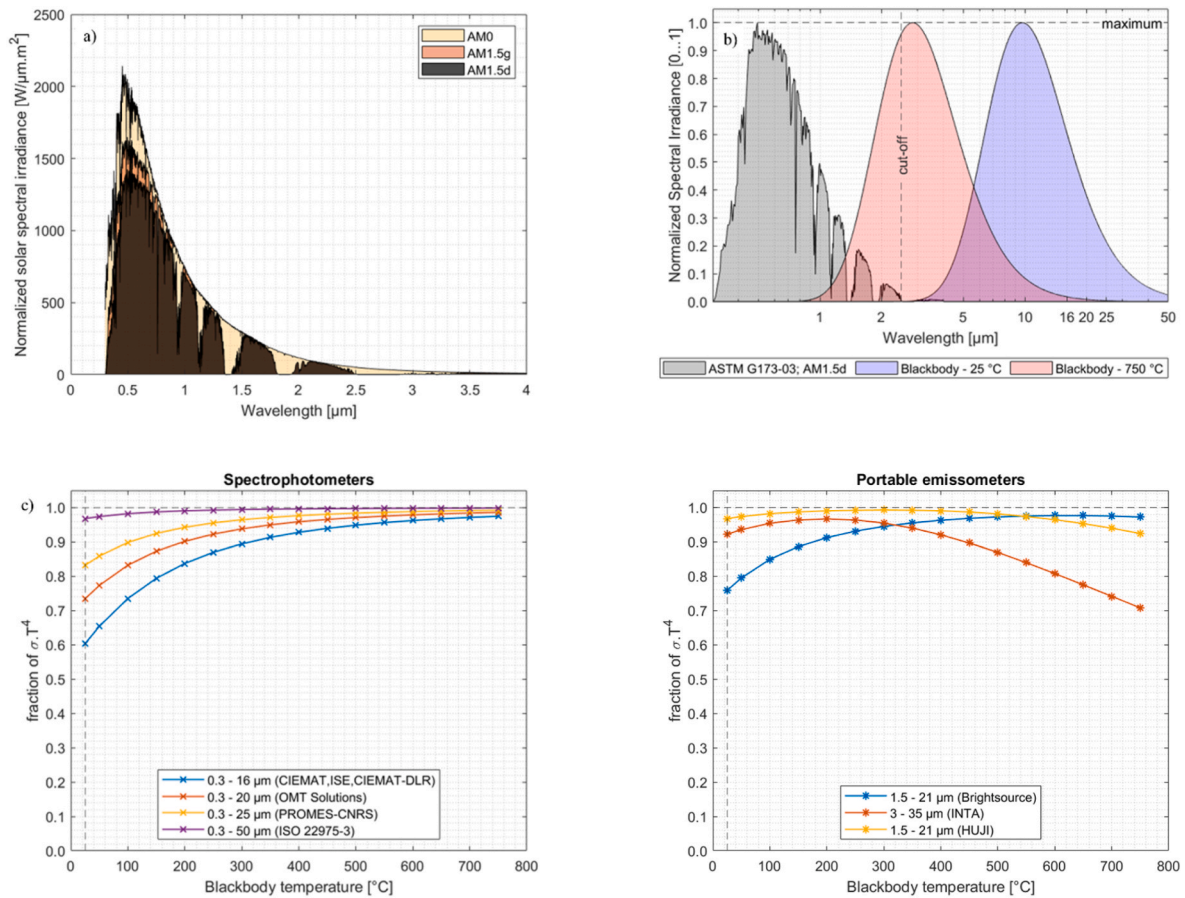 a)
AM0
AM1.5g
AM1.5d
Normalized solar spectral irradiance [W/µm.m²]
2500
2000
1500
1000
500
0
0 0.5 1 1.5 2 2.5 3 3.5 4
Wavelength [µm]
b)
maximum
cut-off
Normalized Spectral Irradiance [0...1]
1.0
0.9
0.8
0.7
0.6
0.5
0.4
0.3
0.2
0.1
0.0
1 2 5 10 16 20 25 50
Wavelength [µm]
ASTM G173-03; AM1.5d Blackbody - 25 °C Blackbody - 750 °C
Spectrophotometers
c)
fraction of σ.T⁴
1.0
0.9
0.8
0.7
0.6
0.5
0.4
0.3
0.2
0.1
0.0
0.3 - 16 µm (CIEMAT,ISE,CIEMAT-DLR)
0.3 - 20 µm (OMT Solutions)
0.3 - 25 µm (PROMES-CNRS)
0.3 - 50 µm (ISO 22975-3)
0 100 200 300 400 500 600 700 800
Blackbody temperature [°C]
Portable emissometers
fraction of σ.T⁴
1.0
0.9
0.8
0.7
0.6
0.5
0.4
0.3
0.2
0.1
0.0
1.5 - 21 µm (Brightsource)
3 - 35 µm (INTA)
1.5 - 21 µm (HUJI)
0 100 200 300 400 500 600 700 800
Blackbody temperature [°C]